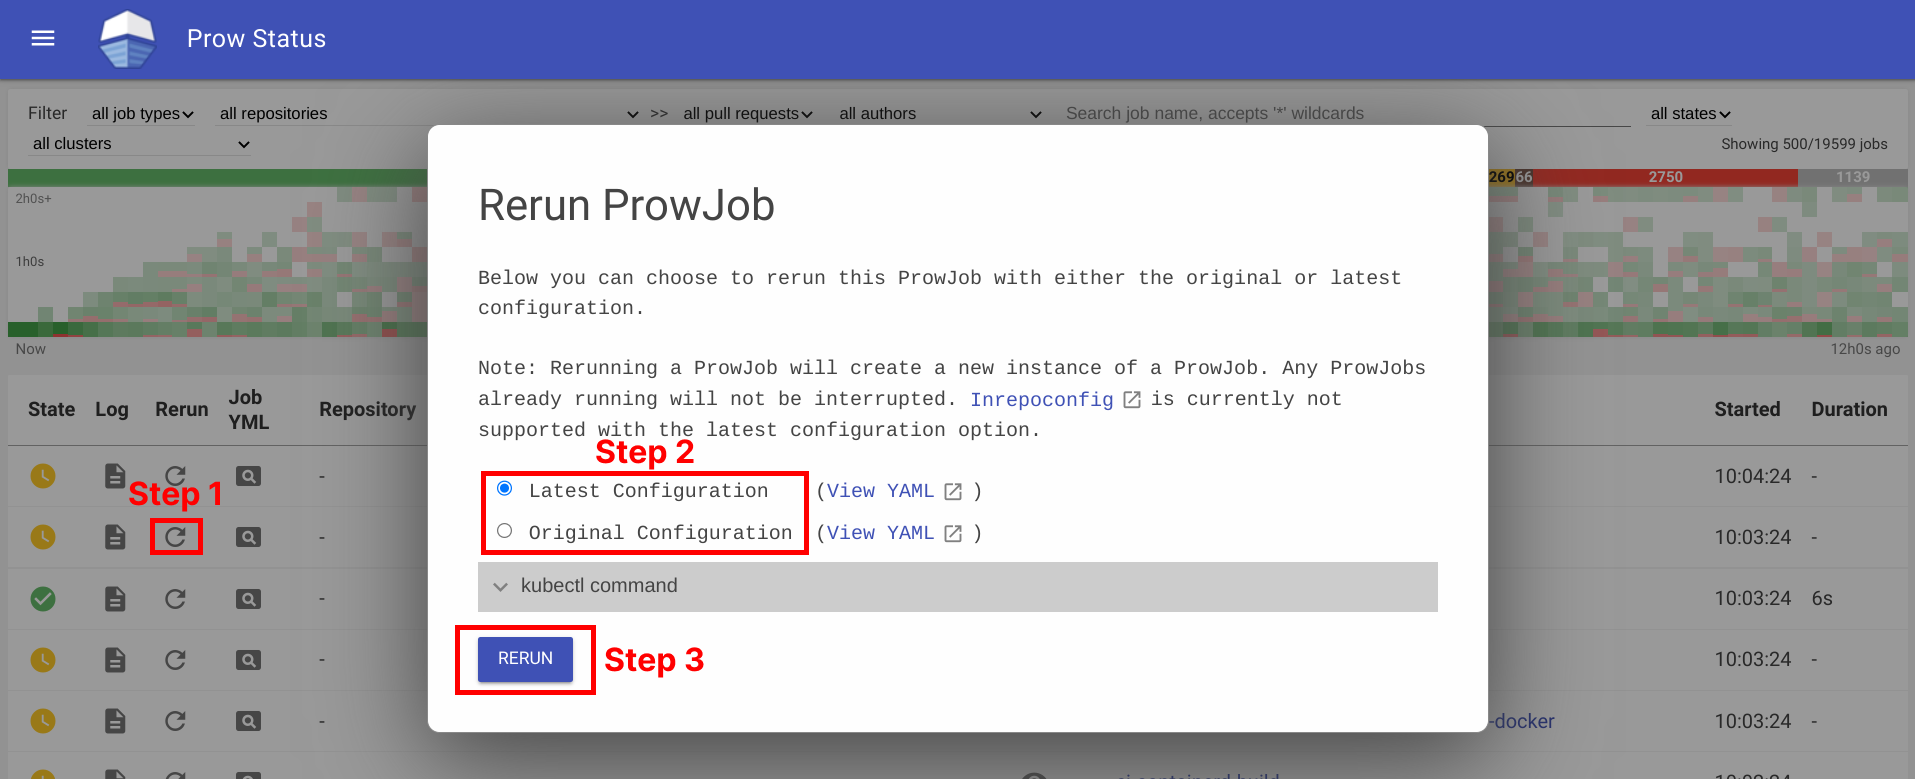 Prow Status
Filter all job types all repositories >> all pull requests all authors Search job name, accepts '*' wildcards all states
all clusters Showing 500/19599 jobs
269 66 2750 1139
2h0s+
1h0s
Now 12h0s ago
Rerun ProwJob
Below you can choose to rerun this ProwJob with either the original or latest
configuration.
Note: Rerunning a ProwJob will create a new instance of a ProwJob. Any ProwJobs
already running will not be interrupted. Inrepoconfig is currently not
supported with the latest configuration option.
Step 2
Latest Configuration (View YAML )
Original Configuration (View YAML )
kubectl command
RERUN Step 3
State Log Rerun Job YML Repository Started Duration
- 10:04:24 -
Step 1
- 10:03:24 -
- 10:03:24 6s
- 10:03:24 -
- -docker 10:03:24 -